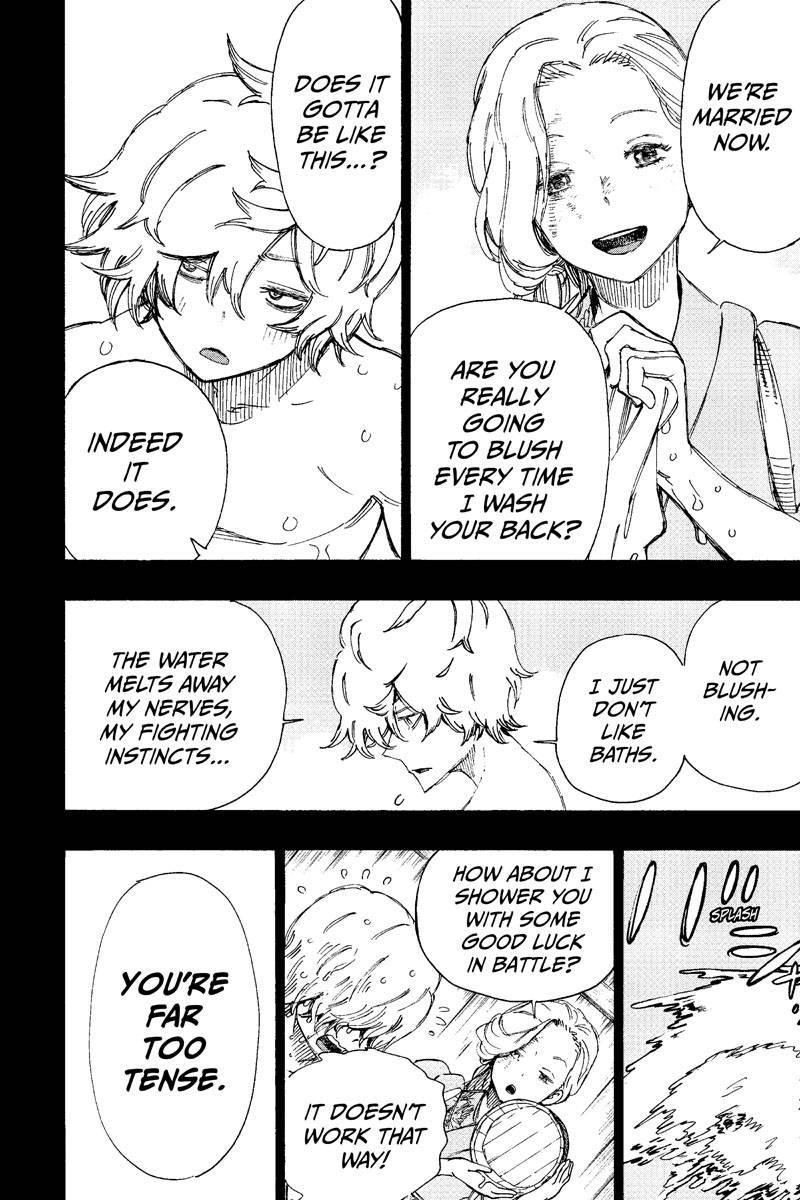 WE'RE
MARRIED
NOW.
ARE YOU
REALLY
GOING
TO BLUSH
EVERY TIME
I WASH
YOUR BACK?
DOES IT
GOTTA
BE LIKE
THIS...?
INDEED
IT
DOES.
NOT
BLUSH-
ING.
I JUST
DON'T
LIKE
BATHS.
THE WATER
MELTS AWAY
MY NERVES,
MY FIGHTING
INSTINCTS...
SPLASH
HOW ABOUT I
SHOWER YOU
WITH SOME
GOOD LUCK
IN BATTLE?
IT DOESN'T
WORK THAT
WAY!
YOU'RE
FAR
TOO
TENSE.